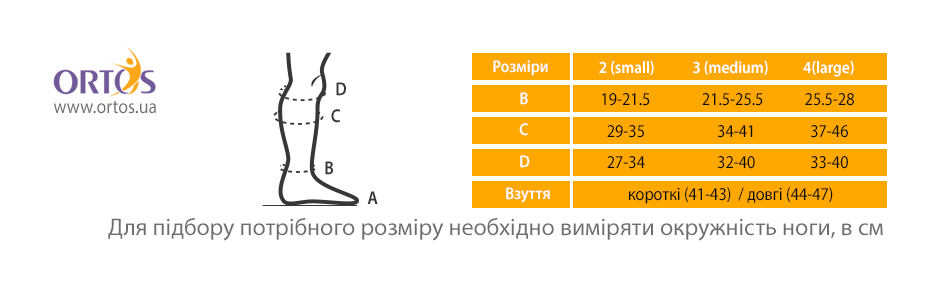 ORTOS
www.ortos.ua
D
C
B
A
Розміри 2 (small) 3 (medium) 4(large)
B 19-21.5 21.5-25.5 25.5-28
C 29-35 34-41 37-46
D 27-34 32-40 33-40
Взуття короткі (41-43) / довгі (44-47)
Для підбору потрібного розміру необхідно виміряти окружність ноги, в см